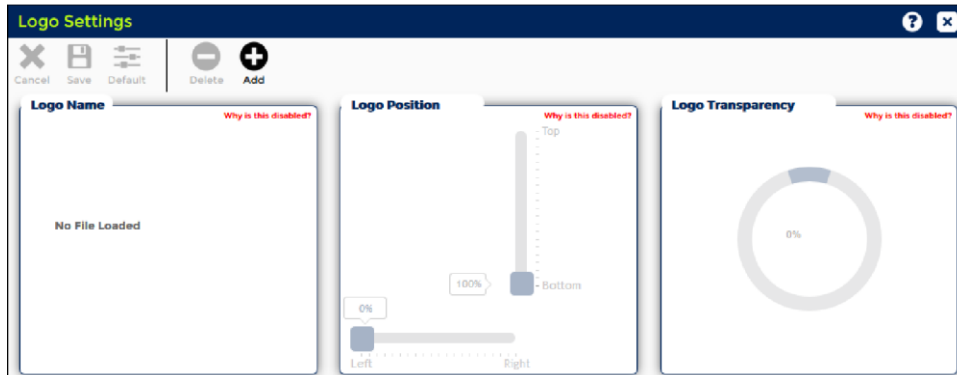 Logo Settings
Cancel Save Default Delete Add
Logo Name
Why is this disabled?
No File Loaded
Logo Position
Why is this disabled?
Top
100%
Bottom
0%
Left Right
Logo Transparency
Why is this disabled?
0%